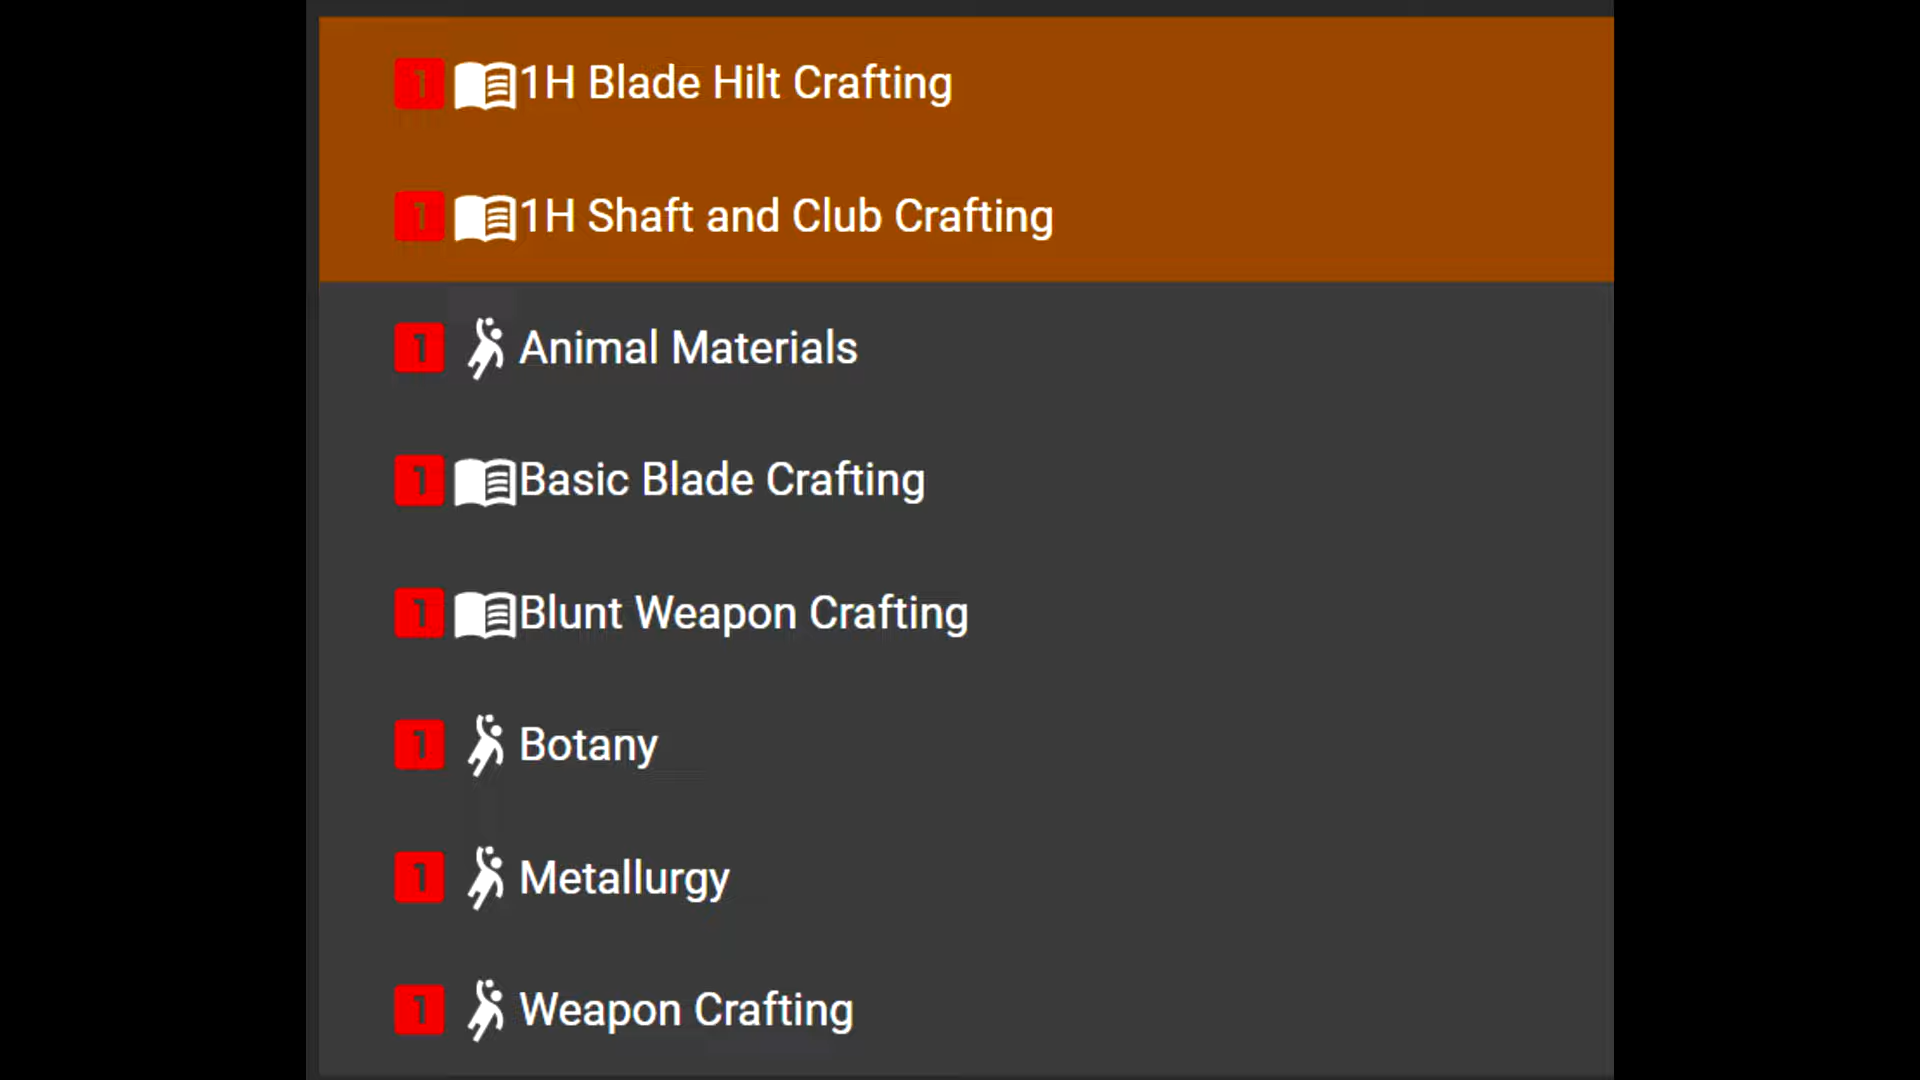 1 1H Blade Hilt Crafting
1 1H Shaft and Club Crafting
1 Animal Materials
1 Basic Blade Crafting
1 Blunt Weapon Crafting
1 Botany
1 Metallurgy
1 Weapon Crafting